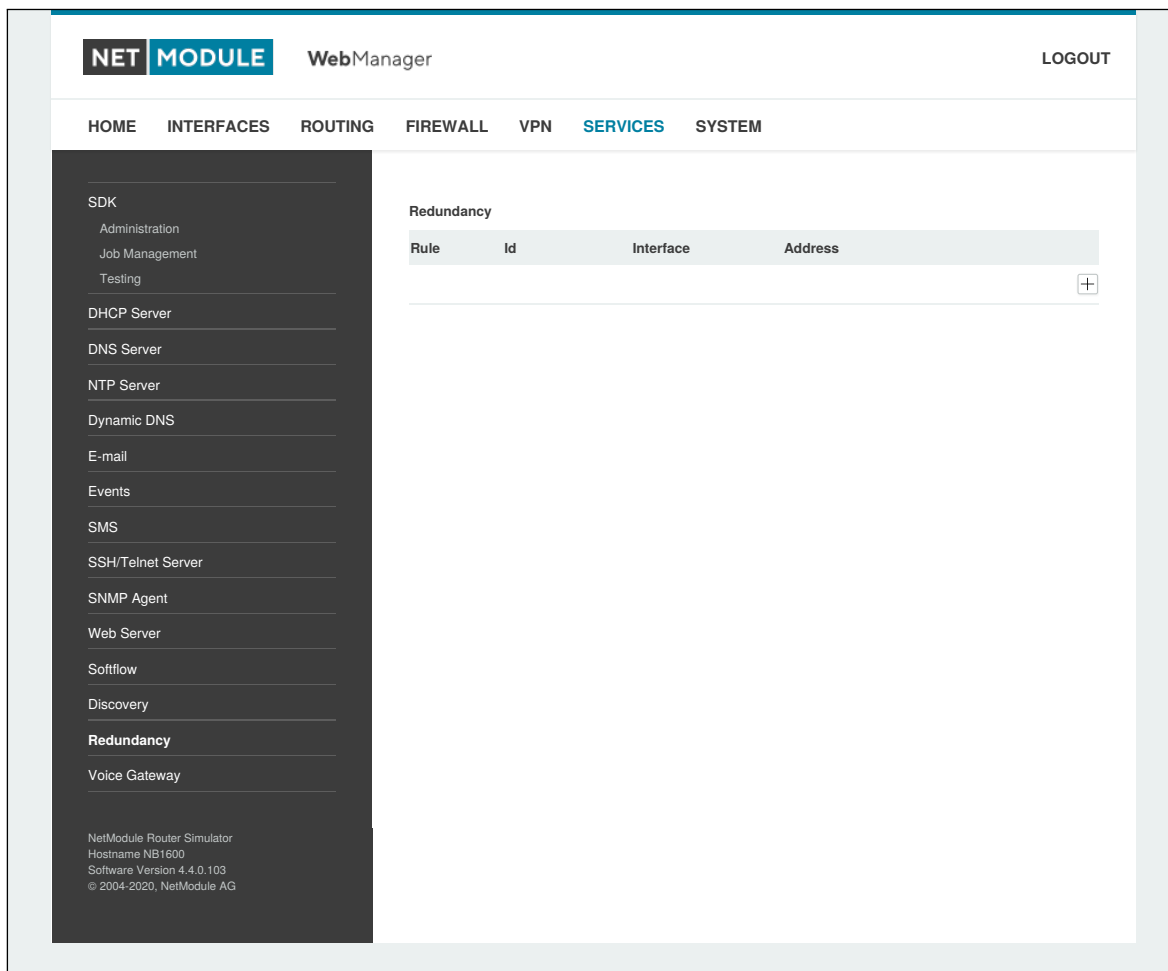 NET MODULE WebManager LOGOUT
HOME INTERFACES ROUTING FIREWALL VPN SERVICES SYSTEM
SDK
Administration
Job Management
Testing
DHCP Server
DNS Server
NTP Server
Dynamic DNS
E-mail
Events
SMS
SSH/Telnet Server
SNMP Agent
Web Server
Softflow
Discovery
Redundancy
Voice Gateway
NetModule Router Simulator
Hostname NB1600
Software Version 4.4.0.103
© 2004-2020, NetModule AG
Redundancy
Rule Id Interface Address